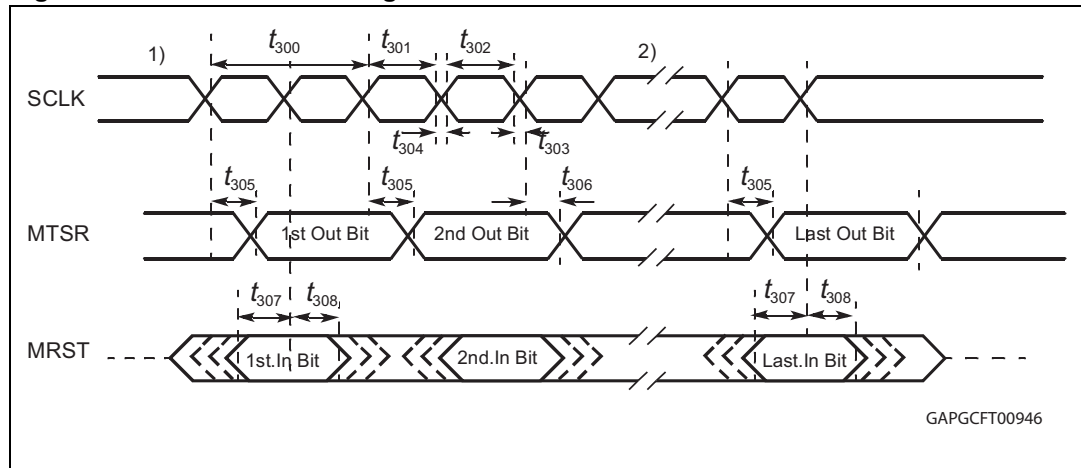 1) t300 t301 t302 2)
SCLK
t304 t303
t305 t305 t306 t305
MTSR 1st Out Bit 2nd Out Bit Last Out Bit
t307 t308 t307 t308
MRST 1st.In Bit 2nd.In Bit Last.In Bit
GAPGCFT00946